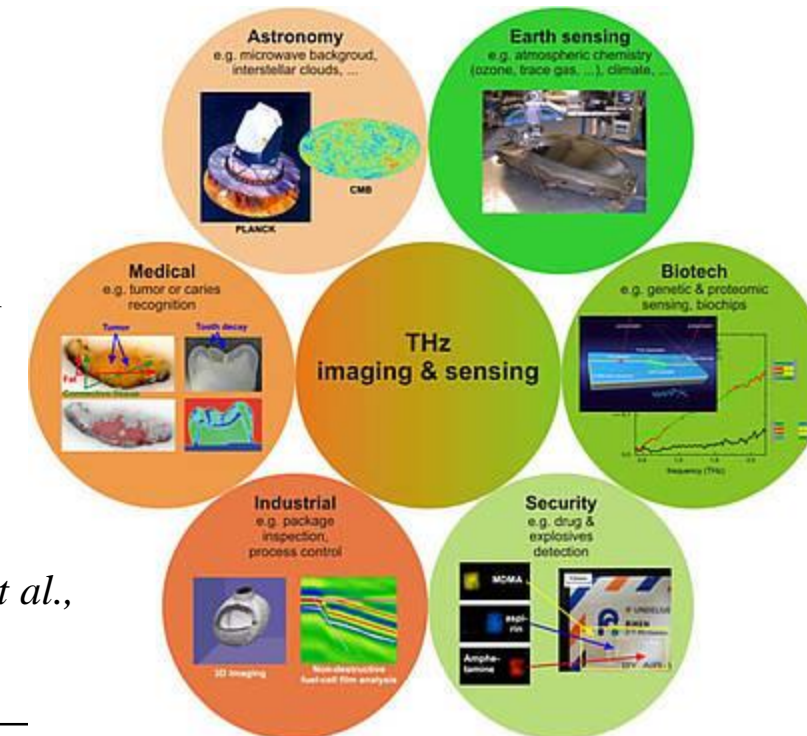 Astronomy
e.g. microwave backgroud,
interstellar clouds, ...
CMB
PLANCK
Earth sensing
e.g. atmospheric chemistry
(ozone, trace gas, ...), climate, ...
Medical
e.g. tumor or caries
recognition
Tumor
Tooth decay
Fat
Connective tissue
THz
imaging & sensing
Biotech
e.g. genetic & proteomic
sensing, biochips
frequency (THz)
Industrial
e.g. package
inspection,
process control
3D Imaging
Non-destructive
fuel-cell film analysis
Security
e.g. drug &
explosives
detection
MDMA
aspi-
rin
Amphe-
tamine
t al.,